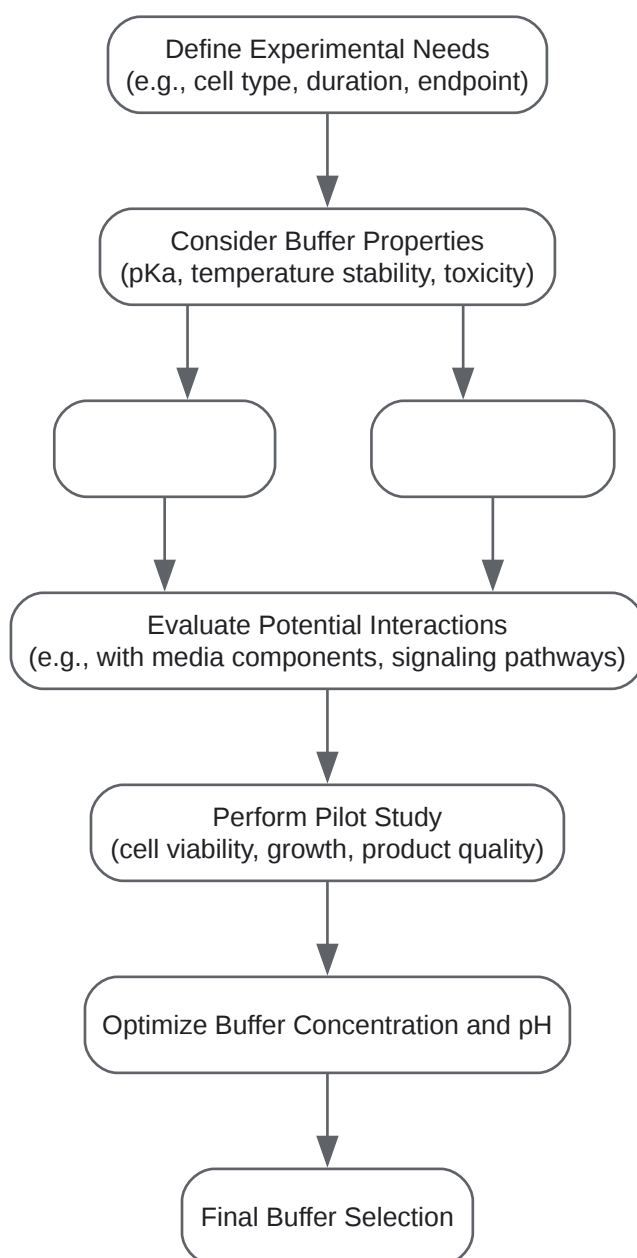 Define Experimental Needs
(e.g., cell type, duration, endpoint)
Consider Buffer Properties
(pKa, temperature stability, toxicity)
Evaluate Potential Interactions
(e.g., with media components, signaling pathways)
Perform Pilot Study
(cell viability, growth, product quality)
Optimize Buffer Concentration and pH
Final Buffer Selection